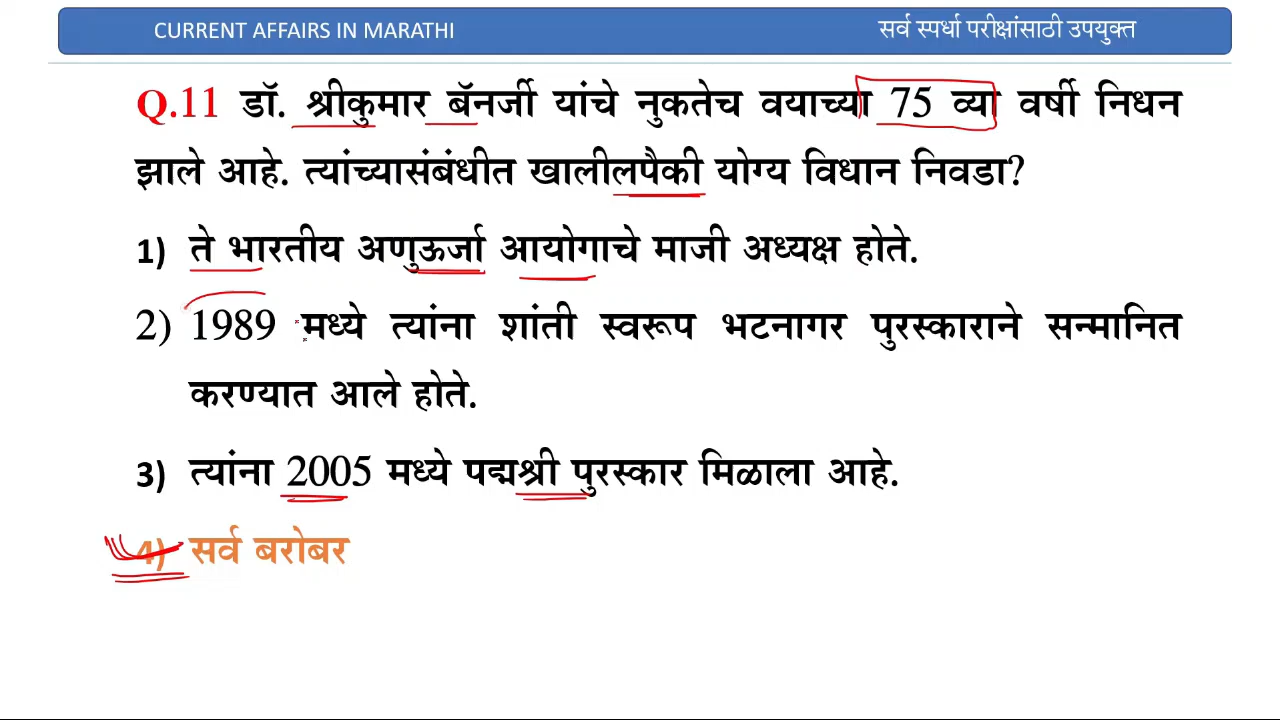 CURRENT AFFAIRS IN MARATHI
सर्व स्पर्धा परीक्षांसाठी उपयुक्त
Q.11 डॉ. श्रीकुमार बॅनर्जी यांचे नुकतेच वयाच्या 75 व्या वर्षी निधन
झाले आहे. त्यांच्यासंबंधीत खालीलपैकी योग्य विधान निवडा?
1) ते भारतीय अणुऊर्जा आयोगाचे माजी अध्यक्ष होते.
2) 1989 मध्ये त्यांना शांती स्वरूप भटनागर पुरस्काराने सन्मानित
करण्यात आले होते.
3) त्यांना 2005 मध्ये पद्मश्री पुरस्कार मिळाला आहे.
4) सर्व बरोबर